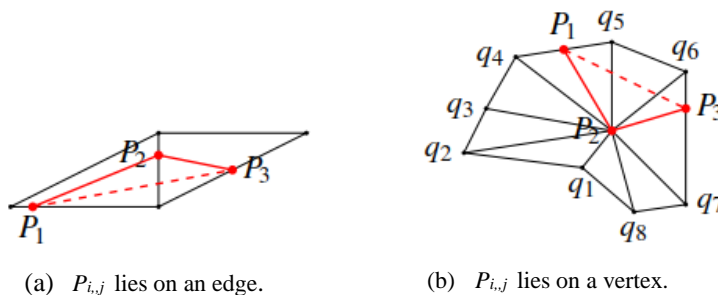 P1
q5
q4
q6
P2
P3
q3
P2
P3
q2
q1
P1
q7
q8
(a) Pi,,j lies on an edge.
(b) Pi,,j lies on a vertex.